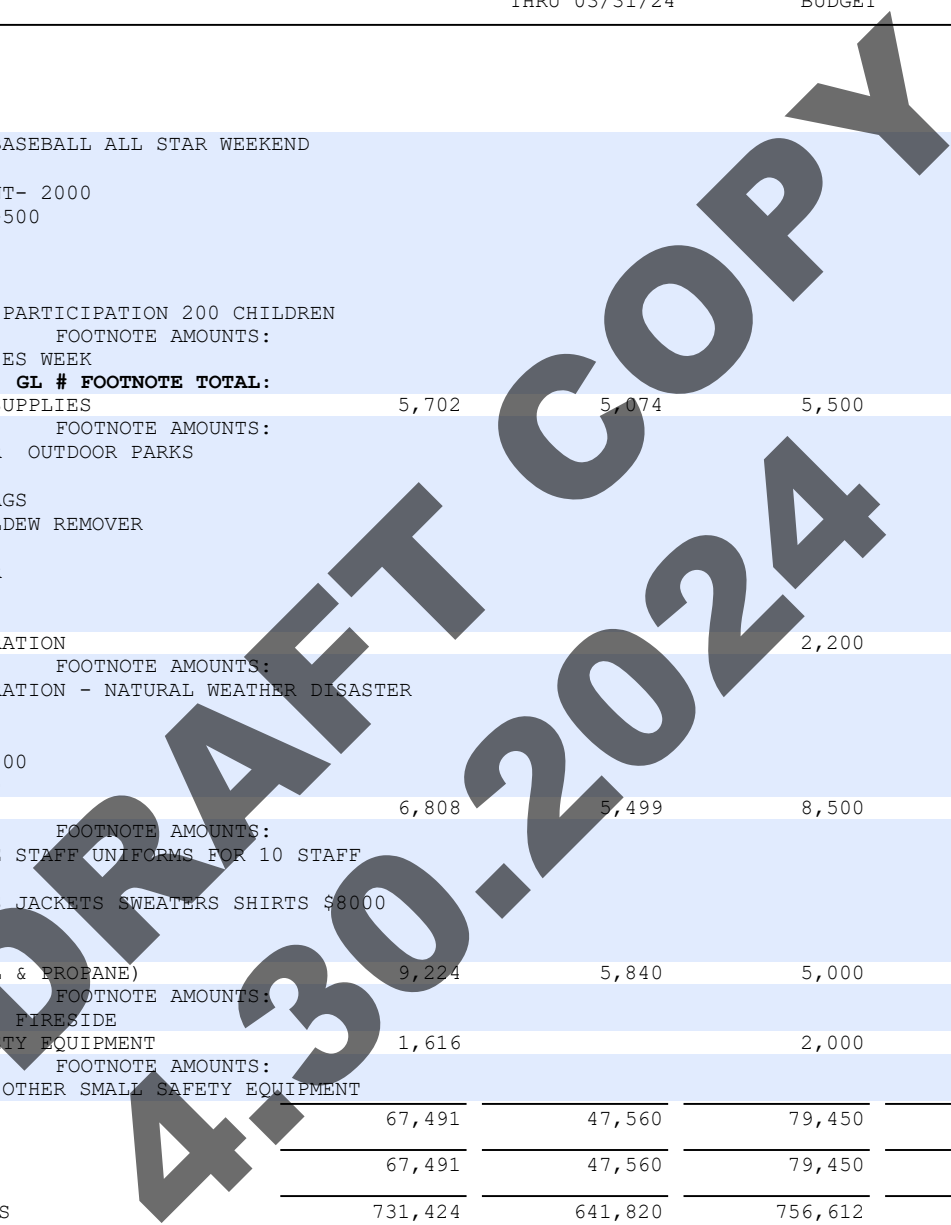 THRU 03/31/24 BUDGET
BASEBALL ALL STAR WEEKEND
NT- 2000
500
PARTICIPATION 200 CHILDREN
FOOTNOTE AMOUNTS:
ES WEEK
GL # FOOTNOTE TOTAL:
UPPLIES 5,702 5,074 5,500
FOOTNOTE AMOUNTS:
OUTDOOR PARKS
AGS
LDEW REMOVER
RATION 2,200
FOOTNOTE AMOUNTS:
RATION - NATURAL WEATHER DISASTER
00
6,808 5,499 8,500
FOOTNOTE AMOUNTS:
STAFF UNIFORMS FOR 10 STAFF
JACKETS SWEATERS SHIRTS $8000
& PROPANE) 9,224 5,840 5,000
FOOTNOTE AMOUNTS:
FIRESIDE
TY EQUIPMENT 1,616 2,000
FOOTNOTE AMOUNTS:
OTHER SMALL SAFETY EQUIPMENT
67,491 47,560 79,450
67,491 47,560 79,450
S 731,424 641,820 756,612
DRAFT COPY
4.30.2024